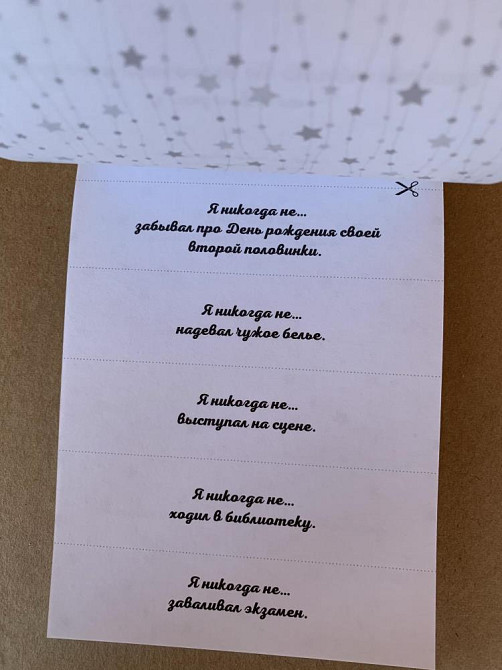 Я никогда не...
забывал про День рождения своей
второй половинки.
Я никогда не...
надевал чужое белье.
Я никогда не...
выступал на сцене.
Я никогда не...
ходил в библиотеку.
Я никогда не...
заваливал экзамен.